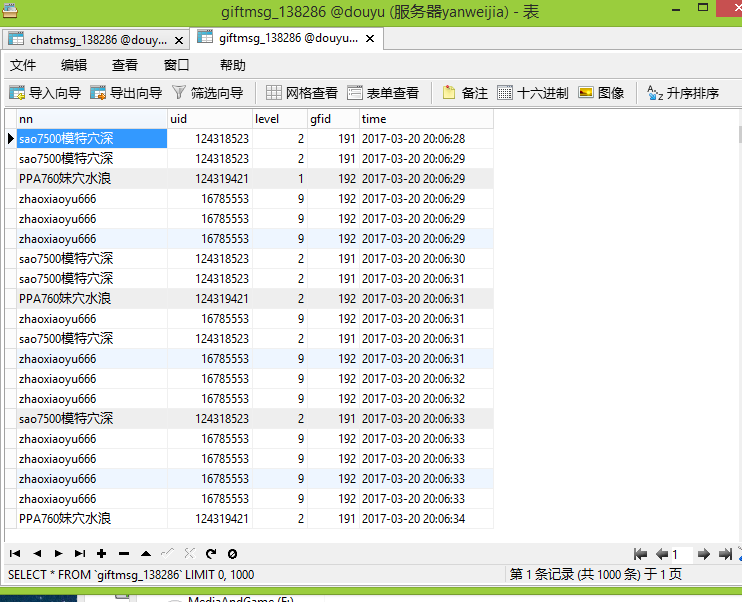 giftmsg_138286 @douyu (服务器yanweijia) - 表
chatmsg_138286 @douy... giftmsg_138286 @douyu...
文件 编辑 查看 窗口 帮助
导入向导 导出向导 筛选向导 网格查看 表单查看 备注 十六进制 图像 升序排序
nn uid level gfid time
sao7500模特穴深 124318523 2 191 2017-03-20 20:06:28
sao7500模特穴深 124318523 2 191 2017-03-20 20:06:29
PPA760妹穴水浪 124319421 1 192 2017-03-20 20:06:29
zhaoxiaoyu666 16785553 9 192 2017-03-20 20:06:29
zhaoxiaoyu666 16785553 9 192 2017-03-20 20:06:29
zhaoxiaoyu666 16785553 9 192 2017-03-20 20:06:29
sao7500模特穴深 124318523 2 191 2017-03-20 20:06:30
sao7500模特穴深 124318523 2 191 2017-03-20 20:06:31
PPA760妹穴水浪 124319421 2 192 2017-03-20 20:06:31
zhaoxiaoyu666 16785553 9 192 2017-03-20 20:06:31
sao7500模特穴深 124318523 2 191 2017-03-20 20:06:31
zhaoxiaoyu666 16785553 9 192 2017-03-20 20:06:31
zhaoxiaoyu666 16785553 9 192 2017-03-20 20:06:32
zhaoxiaoyu666 16785553 9 192 2017-03-20 20:06:32
sao7500模特穴深 124318523 2 191 2017-03-20 20:06:33
zhaoxiaoyu666 16785553 9 192 2017-03-20 20:06:33
zhaoxiaoyu666 16785553 9 192 2017-03-20 20:06:33
zhaoxiaoyu666 16785553 9 192 2017-03-20 20:06:33
zhaoxiaoyu666 16785553 9 192 2017-03-20 20:06:33
PPA760妹穴水浪 124319421 2 191 2017-03-20 20:06:34
1
SELECT * FROM `giftmsg_138286` LIMIT 0, 1000 第 1 条记录 (共 1000 条) 于 1 页
MediaAndGame (F:)